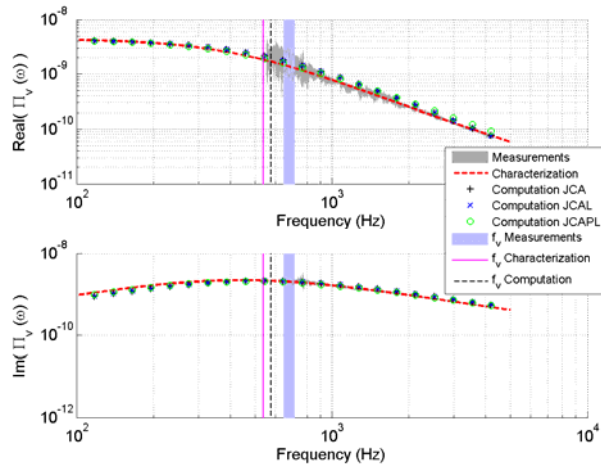 Real( Π_v (ω))
10^-8
10^-9
10^-10
10^-11
10^2
10^3
Frequency (Hz)
Measurements
Characterization
Computation JCA
Computation JCAL
Computation JCAPL
f_v Measurements
f_v Characterization
f_v Computation
Im( Π_v (ω))
10^-8
10^-10
10^-12
10^2
10^3
10^4
Frequency (Hz)